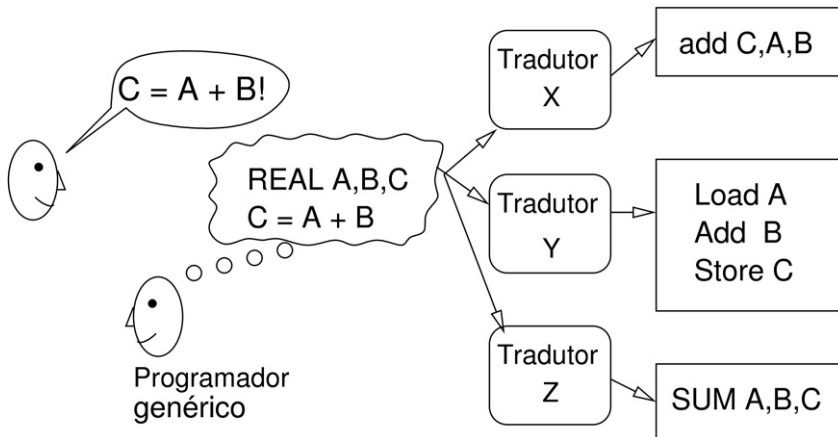 C = A + B!
REAL A,B,C
C = A + B
Programador
genérico
Tradutor
X
add C,A,B
Tradutor
Y
Load A
Add B
Store C
Tradutor
Z
SUM A,B,C